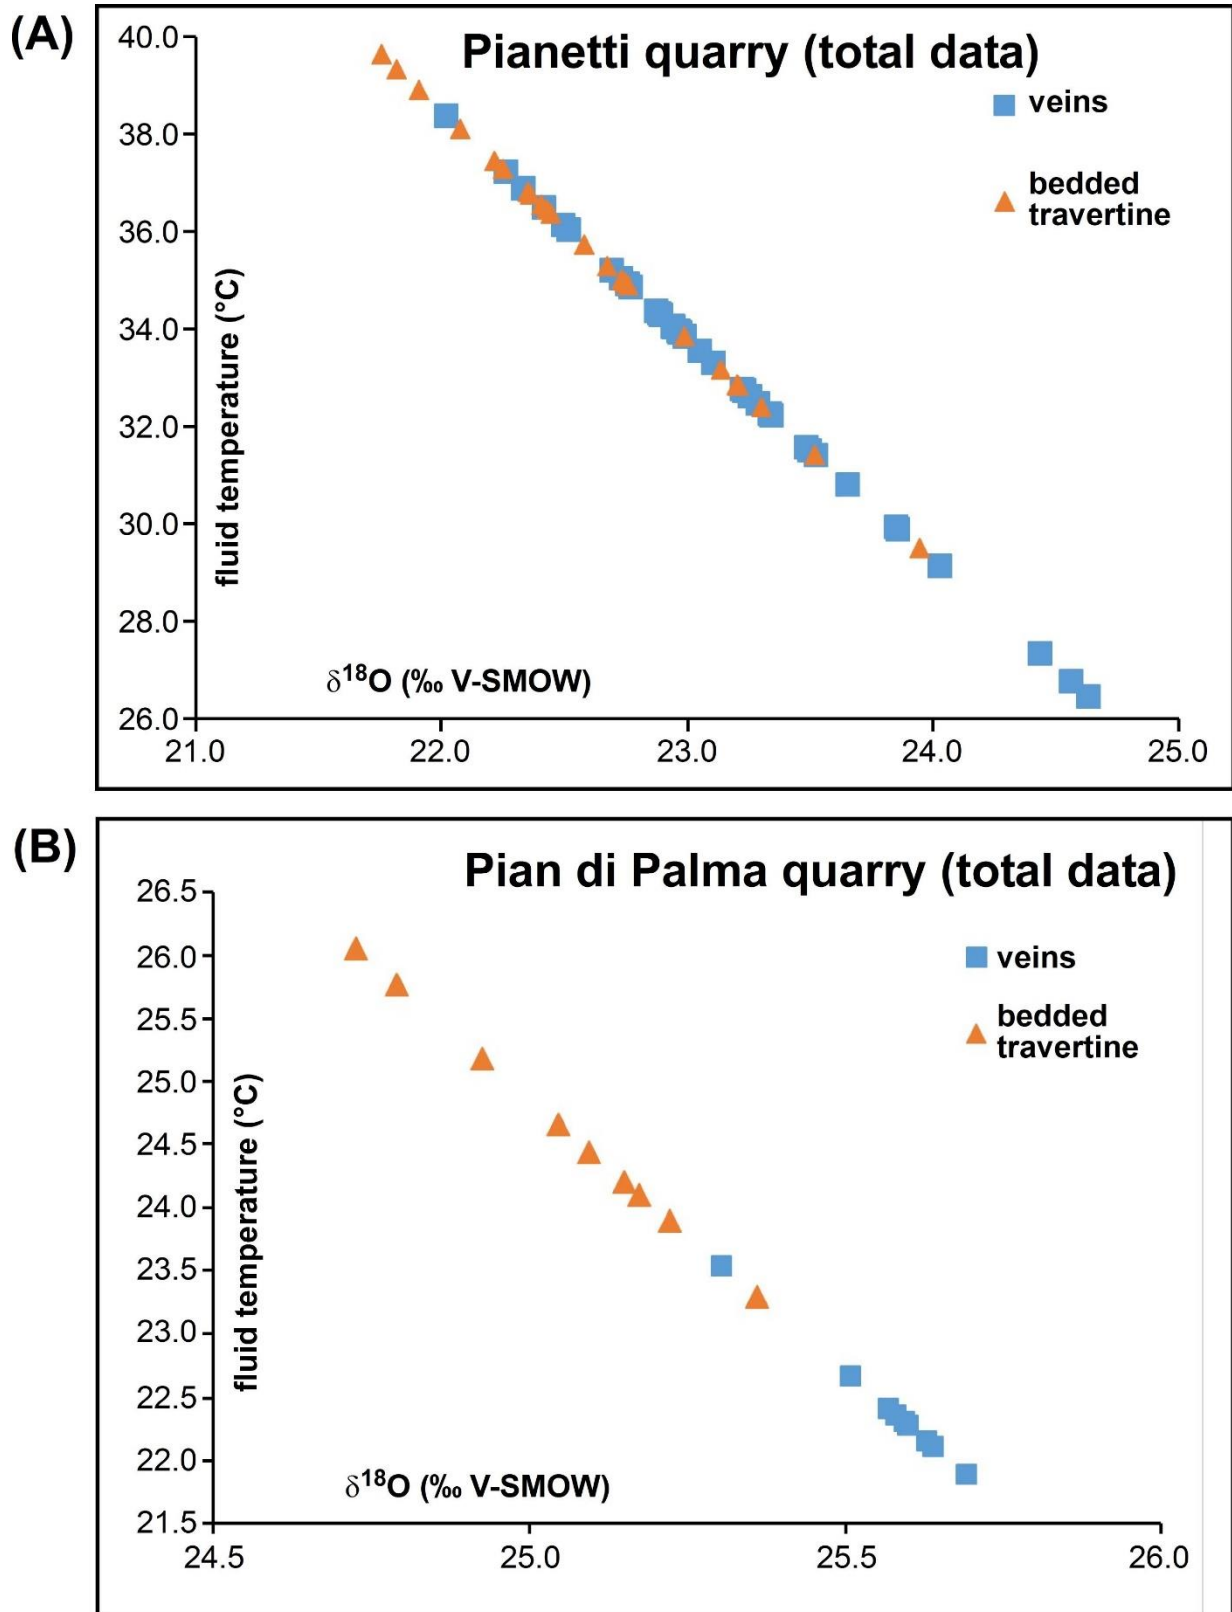 (A)
Pianetti quarry (total data)
veins
bedded
travertine
40.0
38.0
36.0
34.0
32.0
30.0
28.0
26.0
fluid temperature (°C)
δ18O (‰ V-SMOW)
21.0 22.0 23.0 24.0 25.0
(B)
Pian di Palma quarry (total data)
veins
bedded
travertine
26.5
26.0
25.5
25.0
24.5
24.0
23.5
23.0
22.5
22.0
21.5
fluid temperature (°C)
δ18O (‰ V-SMOW)
24.5 25.0 25.5 26.0